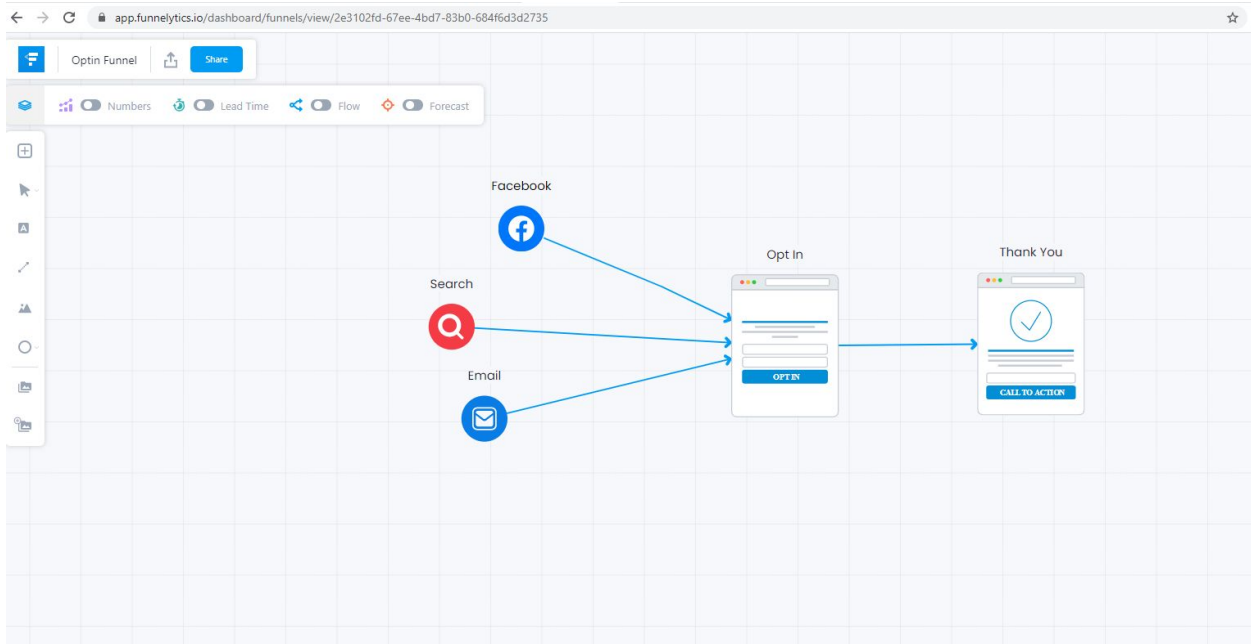 app.funnelytics.io/dashboard/funnels/view/2e3102fd-67ee-4bd7-83b0-684f6d3d2735
Optin Funnel
Share
Numbers
Lead Time
Flow
Forecast
A
Facebook
Search
Email
Opt In
OPT IN
Thank You
CALL TO ACTION